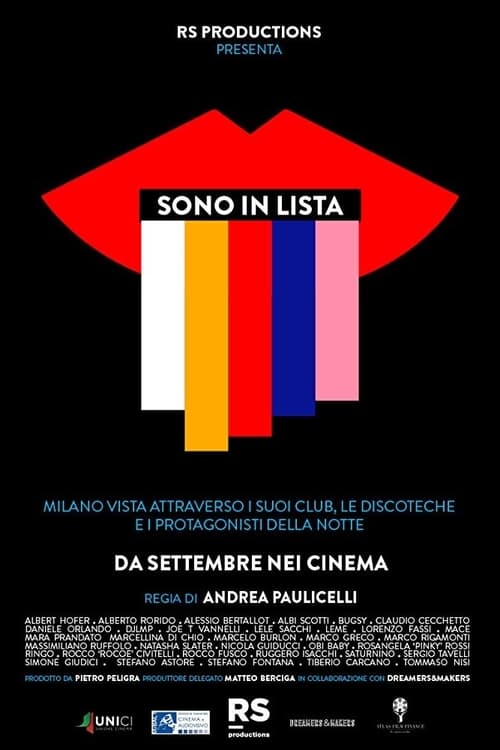 RS PRODUCTIONS
PRESENTA
SONO IN LISTA
MILANO VISTA ATTRAVERSO I SUOI CLUB, LE DISCOTECHE
E I PROTAGONISTI DELLA NOTTE
DA SETTEMBRE NEI CINEMA
REGIA DI ANDREA PAULICELLI
ALBERT HOFER . ALBERTO RORIDO . ALESSIO BERTALLOT . ALBI SCOTTI . BUGSY . CLAUDIO CECCHETTO
DANIELE ORLANDO . DJLMP . JOE T VANNELLI . LELE SACCHI . LEME . LORENZO FASSI . MACE
MARA PRANDATO MARCELLINA DI CHIO . MARCELO BURLON . MARCO GRECO . MARCO RIGAMONTI
MASSIMILIANO RUFFOLO . NATASHA SLATER . NICOLA GUIDUCCI . OBI BABY . ROSANGELA "PINKY" ROSSI
RINGO . ROCCO "ROCOE" CIVITELLI . ROCCO FUSCO . RUGGERO ISACCHI . SATURNINO . SERGIO TAVELLI
SIMONE GIUDICI . STEFANO ASTORE . STEFANO FONTANA . TIBERIO CARCANO . TOMMASO NISI
PRODOTTO DA PIETRO PELIGRA PRODUTTORE DELEGATO MATTEO BERCIGA IN COLLABORAZIONE CON DREAMERS&MAKERS
UNICI
CINEMA
AUDIOVISIVO
RS
productions
DREAMERS & MAKERS